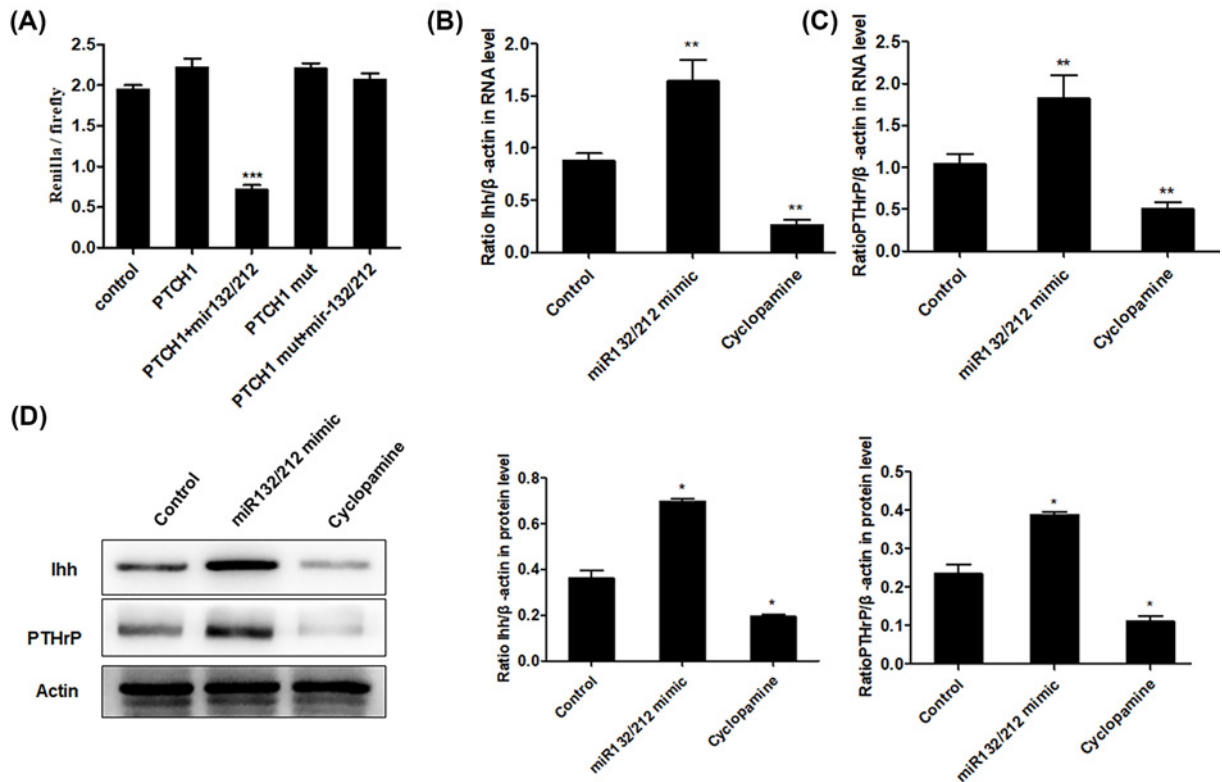 (A)
Renilla / firefly
2.5
2.0
1.5
1.0
0.5
0.0
***
control
PTCH1
PTCH1+mir132/212
PTCH1 mut
PTCH1 mut+mir-132/212
(B)
Ratio Ihh/β -actin in RNA level
2.0
1.5
1.0
0.5
0.0
**
**
Control
miR132/212 mimic
Cyclopamine
(C)
RatioPTHrP/β -actin in RNA level
2.5
2.0
1.5
1.0
0.5
0.0
**
**
Control
miR132/212 mimic
Cyclopamine
(D)
Control
miR132/212 mimic
Cyclopamine
Ihh
PTHrP
Actin
Ratio Ihh/β -actin in protein level
0.8
0.6
0.4
0.2
0.0
*
*
Control
miR132/212 mimic
Cyclopamine
RatioPTHrP/β -actin in protein level
0.5
0.4
0.3
0.2
0.1
0.0
*
*
Control
miR132/212 mimic
Cyclopamine